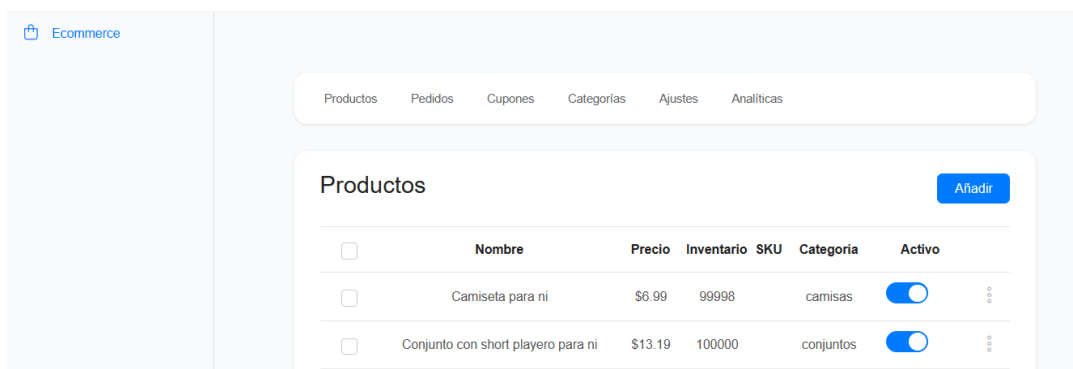 Ecommerce
Productos Pedidos Cupones Categorías Ajustes Analíticas
Productos
Añadir
Nombre Precio Inventario SKU Categoría Activo
Camiseta para ni $6.99 99998 camisas
Conjunto con short playero para ni $13.19 100000 conjuntos